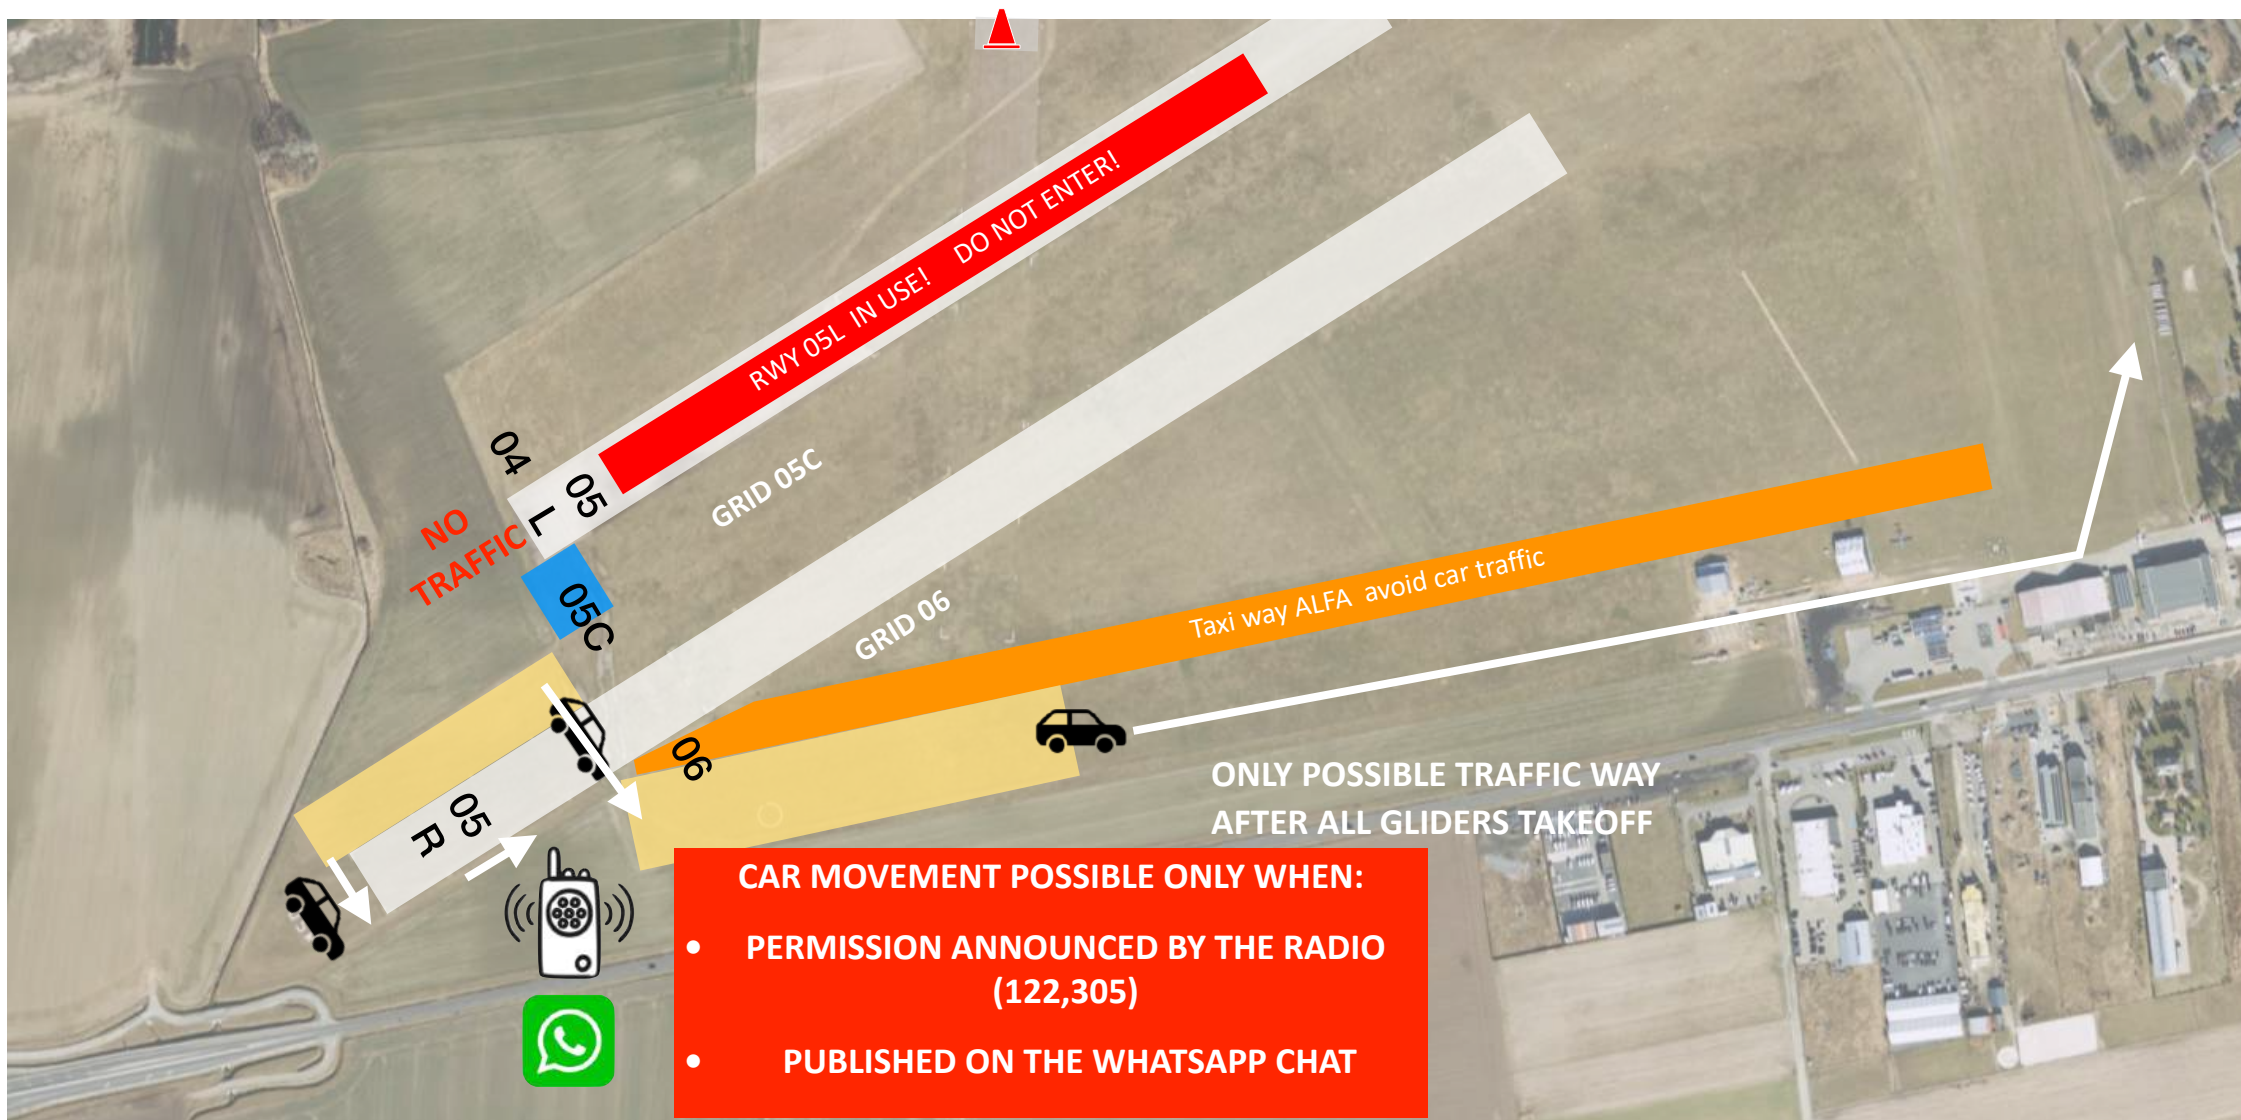 RWY 05L  IN USE!    DO NOT ENTER!
04
05
L
GRID 05C
NO
TRAFFIC
05C
GRID 06
Taxi way ALFA  avoid car traffic
06
05
R
ONLY POSSIBLE TRAFFIC WAY
AFTER ALL GLIDERS TAKEOFF
CAR MOVEMENT POSSIBLE ONLY WHEN:
• PERMISSION ANNOUNCED BY THE RADIO
(122,305)
• PUBLISHED ON THE WHATSAPP CHAT